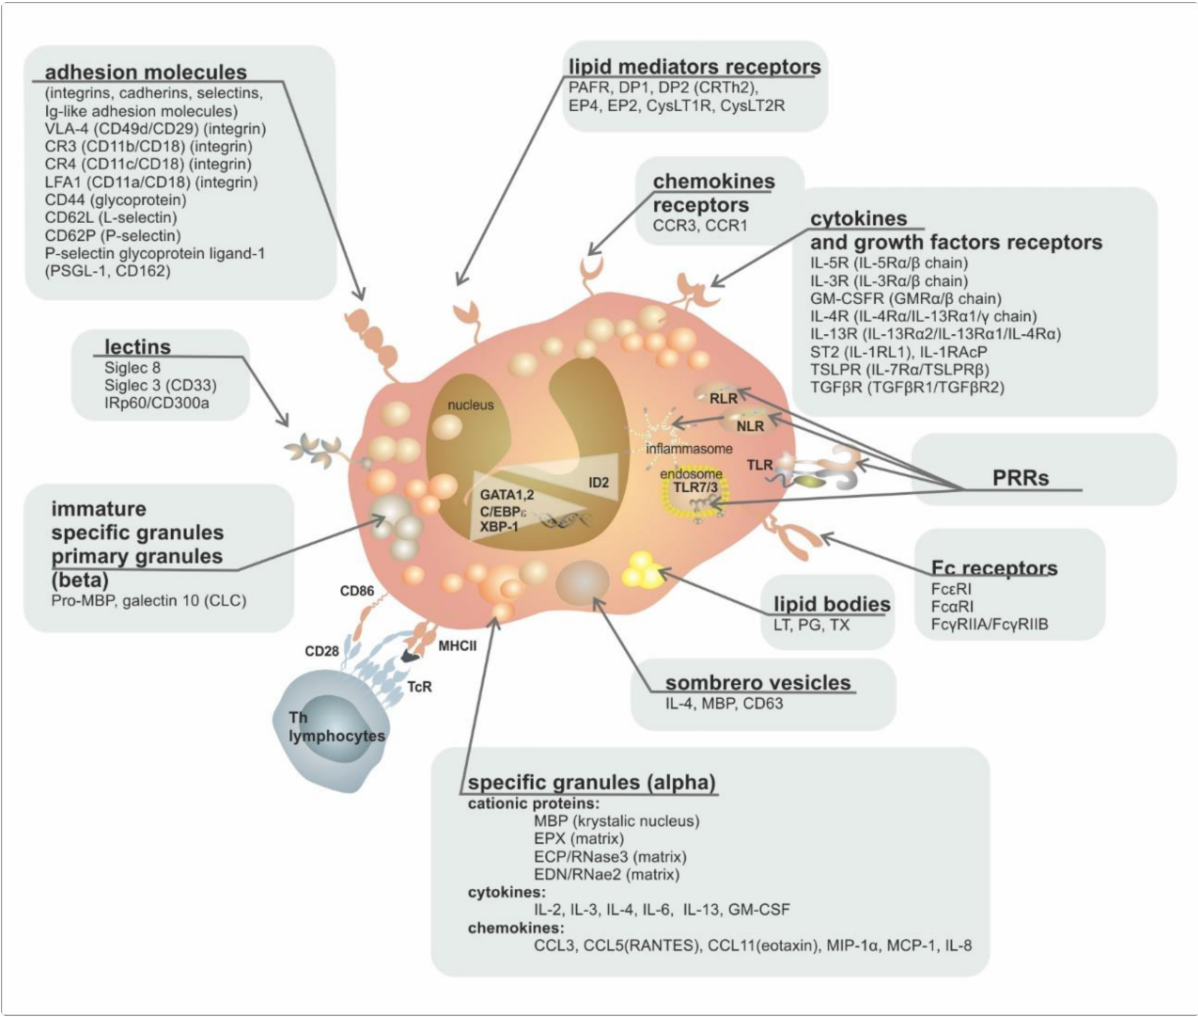 adhesion molecules
(integrins, cadherins, selectins,
Ig-like adhesion molecules)
VLA-4 (CD49d/CD29) (integrin)
CR3 (CD11b/CD18) (integrin)
CR4 (CD11c/CD18) (integrin)
LFA1 (CD11a/CD18) (integrin)
CD44 (glycoprotein)
CD62L (L-selectin)
CD62P (P-selectin)
P-selectin glycoprotein ligand-1
(PSGL-1, CD162)
lipid mediators receptors
PAFR, DP1, DP2 (CRTh2),
EP4, EP2, CysLT1R, CysLT2R
chemokines
receptors
CCR3, CCR1
cytokines
and growth factors receptors
IL-5R (IL-5Rα/β chain)
IL-3R (IL-3Rα/β chain)
GM-CSFR (GMRα/β chain)
IL-4R (IL-4Rα/IL-13Rα1/γ chain)
IL-13R (IL-13Rα2/IL-13Rα1/IL-4Rα)
ST2 (IL-1RL1), IL-1RAcP
TSLPR (IL-7Rα/TSLPRβ)
TGFβR (TGFβR1/TGFβR2)
lectins
Siglec 8
Siglec 3 (CD33)
IRp60/CD300a
nucleus
RLR
NLR
inflammasome
TLR
endosome
TLR7/3
PRRs
ID2
GATA1,2
C/EBPε
XBP-1
immature
specific granules
primary granules
(beta)
Pro-MBP, galectin 10 (CLC)
Fc receptors
FcεRI
FcαRI
FcγRIIA/FcγRIIB
lipid bodies
LT, PG, TX
CD86
CD28
MHCII
TcR
Th
lymphocytes
sombrero vesicles
IL-4, MBP, CD63
specific granules (alpha)
cationic proteins:
MBP (krystalic nucleus)
EPX (matrix)
ECP/RNase3 (matrix)
EDN/RNae2 (matrix)
cytokines:
IL-2, IL-3, IL-4, IL-6, IL-13, GM-CSF
chemokines:
CCL3, CCL5(RANTES), CCL11(eotaxin), MIP-1α, MCP-1, IL-8